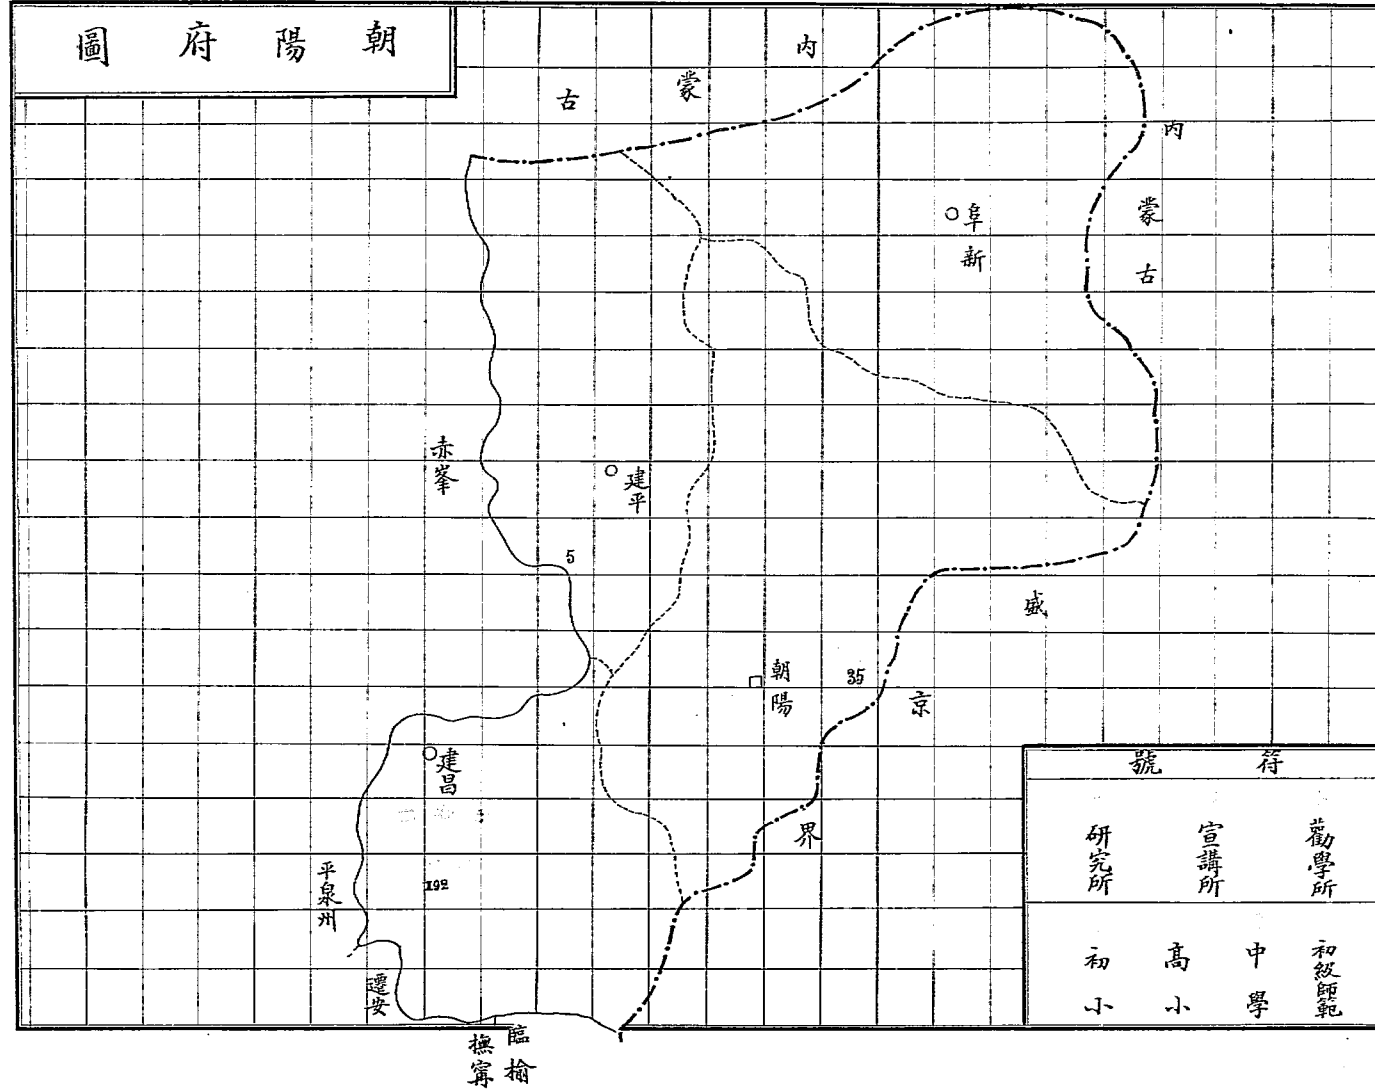 朝陽府圖
內蒙古
內蒙古
阜新
赤峯
建平
5
盛京界
朝陽
35
建昌
192
平泉州
遷安
臨榆
撫寗
符號
勸學所
宣講所
研究所
初級師範
中學
高小
初小